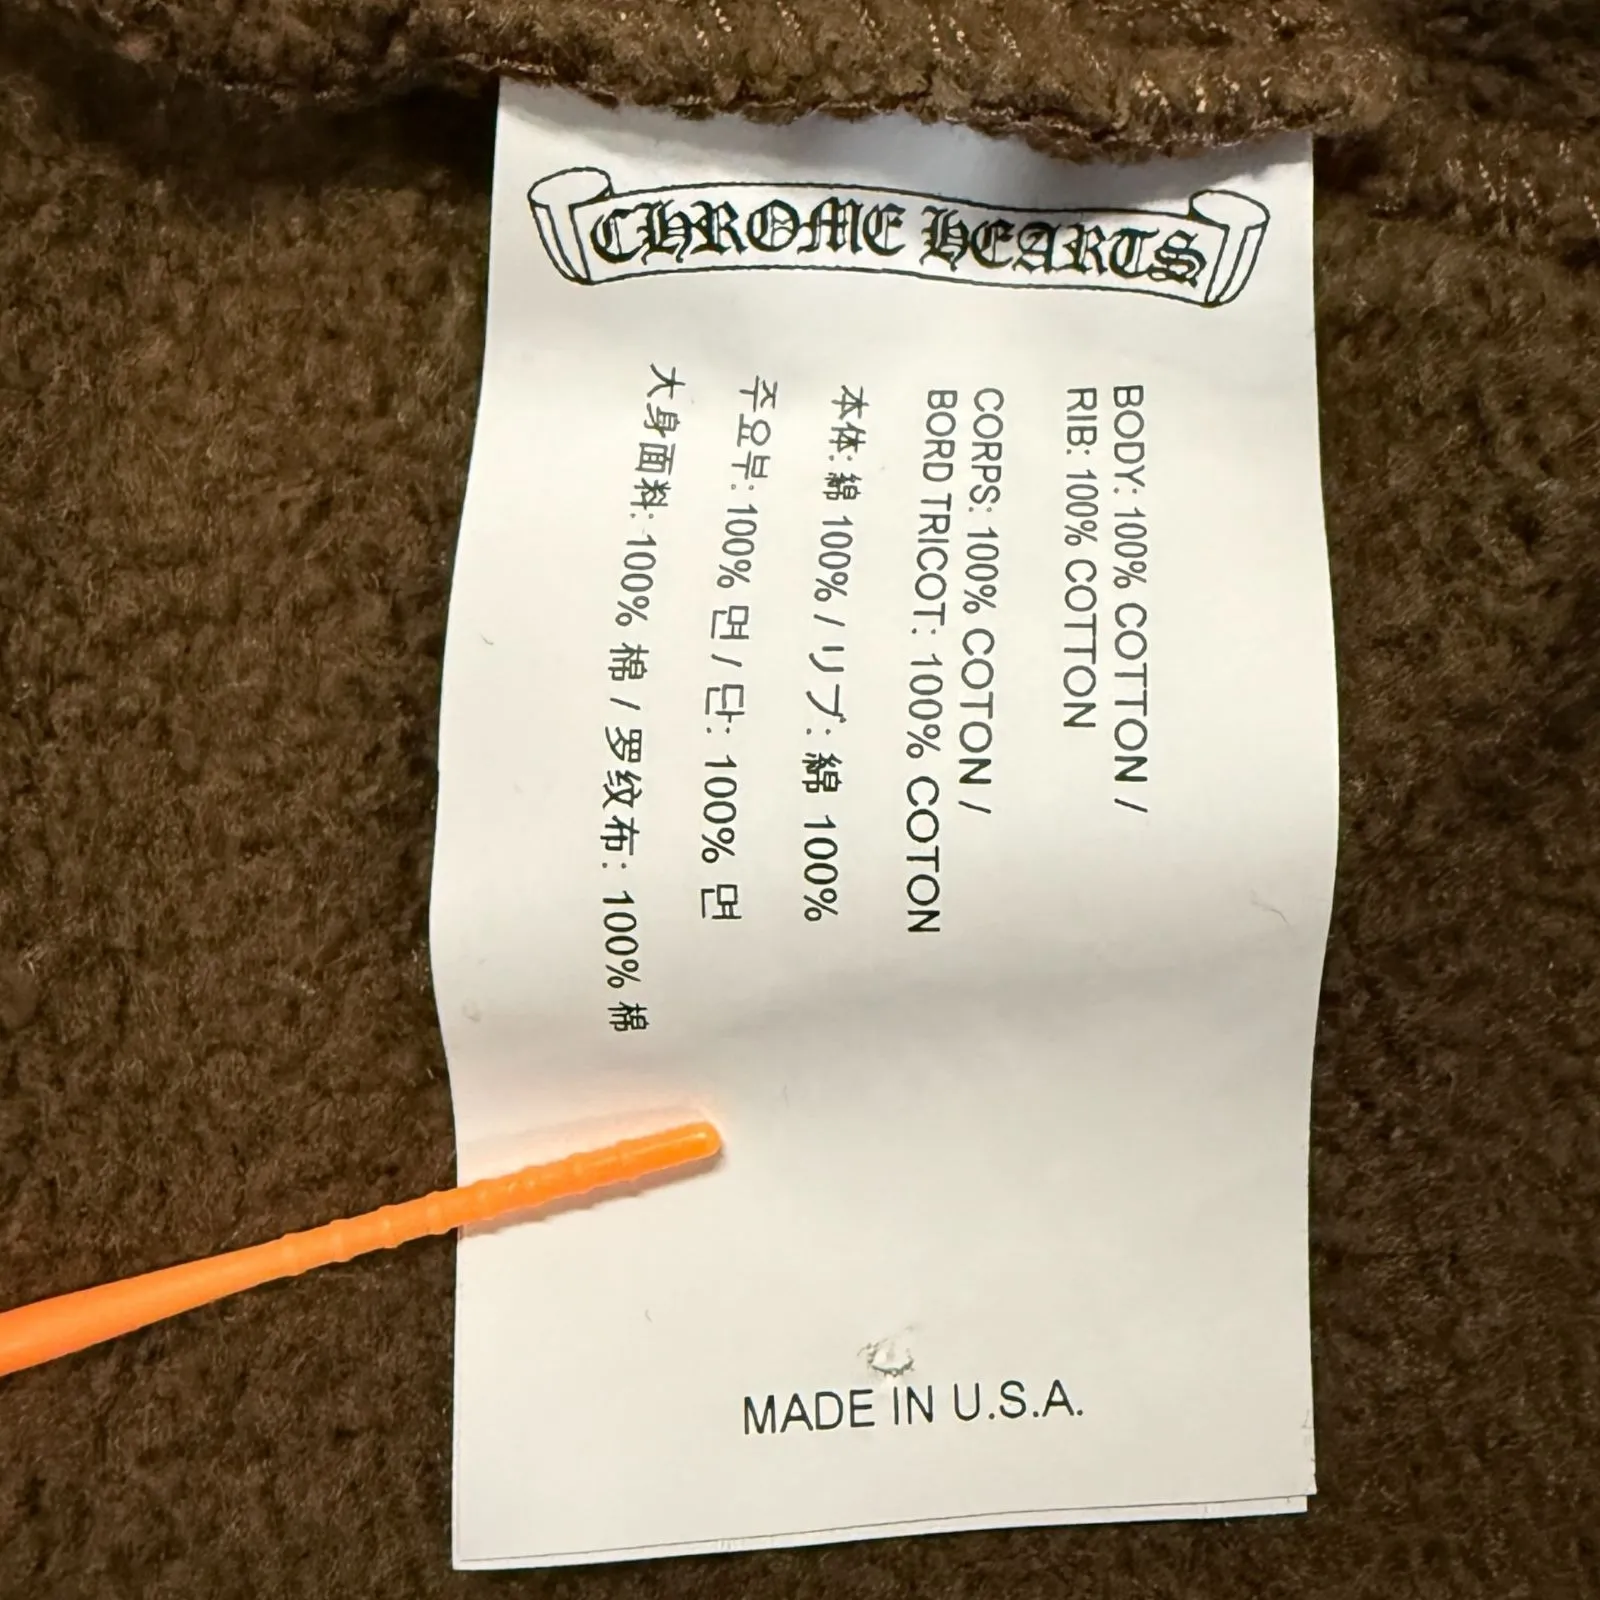 CHROME HEARTS
BODY: 100% COTTON /
RIB: 100% COTTON
CORPS: 100% COTON /
BORD TRICOT: 100% COTON
本体: 綿 100% / リブ: 綿 100%
주요부: 100% 면 / 단: 100% 면
大身面料: 100% 棉 / 罗纹布: 100% 棉
MADE IN U.S.A.